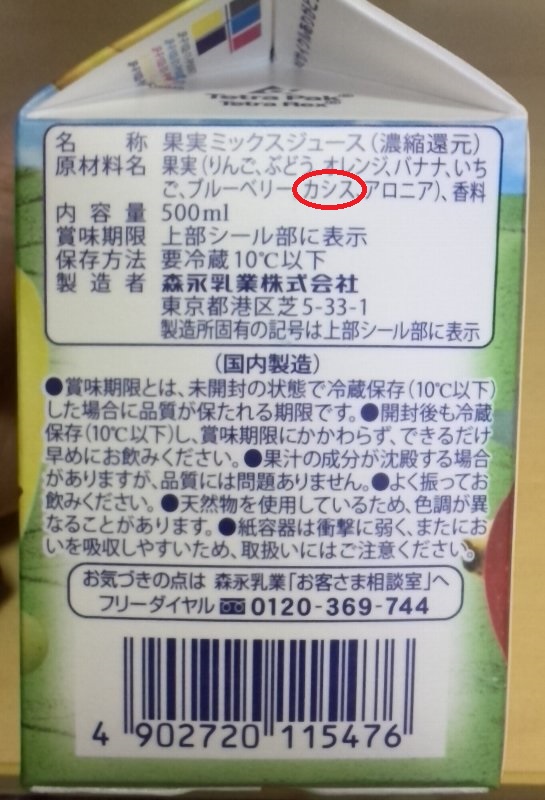 Tetra Pak®
Tetra Rex®
名称 果実ミックスジュース(濃縮還元)
原材料名 果実(りんご、ぶどう、オレンジ、バナナ、いち
ご、ブルーベリー、カシス、アロニア)、香料
内容量 500ml
賞味期限 上部シール部に表示
保存方法 要冷蔵10℃以下
製造者 森永乳業株式会社
東京都港区芝5-33-1
製造所固有の記号は上部シール部に表示
(国内製造)
●賞味期限とは、未開封の状態で冷蔵保存(10℃以下)
した場合に品質が保たれる期限です。●開封後も冷蔵
保存(10℃以下)し、賞味期限にかかわらず、できるだけ
早めにお飲みください。●果汁の成分が沈殿する場合
がありますが、品質には問題ありません。●よく振ってお
飲みください。●天然物を使用しているため、色調が異
なることがあります。●紙容器は衝撃に弱く、またにお
いを吸収しやすいため、取扱いにはご注意ください。
お気づきの点は 森永乳業「お客さま相談室」へ
フリーダイヤル 0120-369-744
4 902720 115476